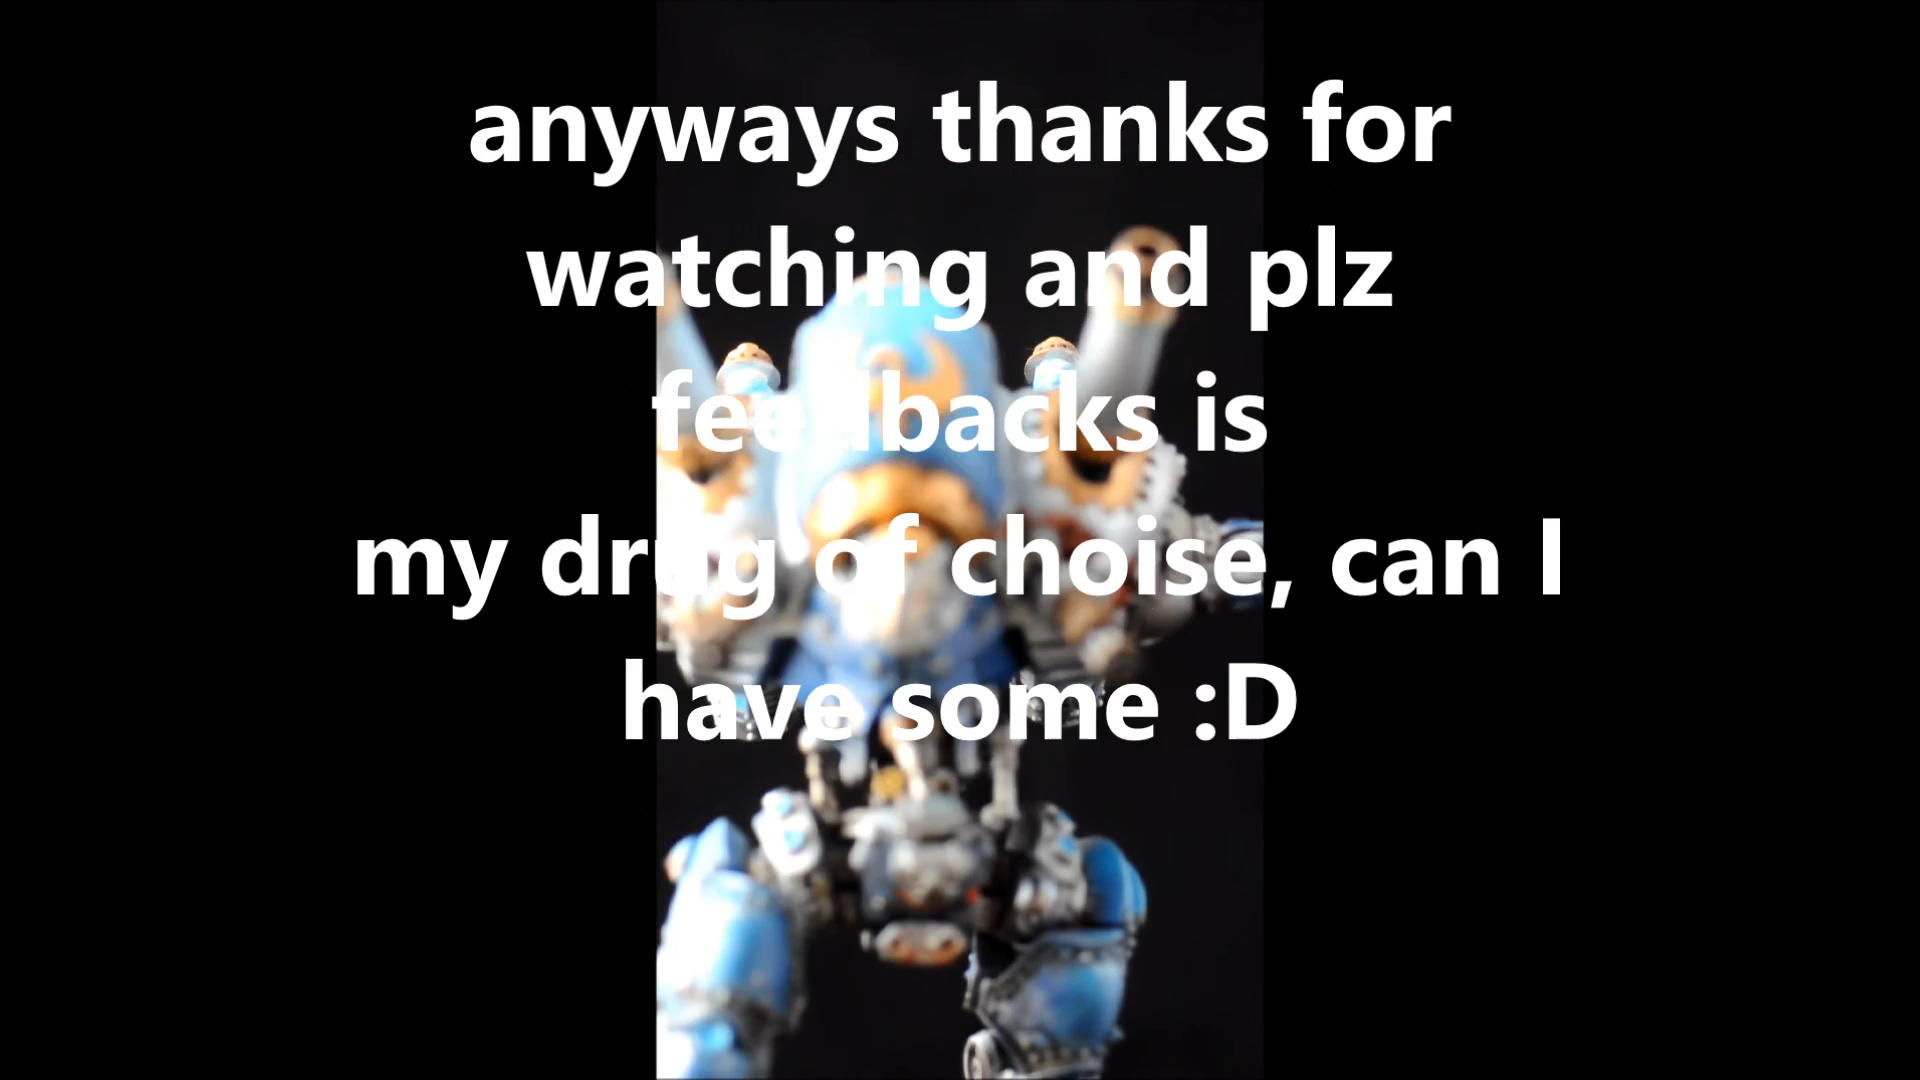 anyways thanks for
watching and plz
feedbacks is
my drug of choise, can I
have some :D